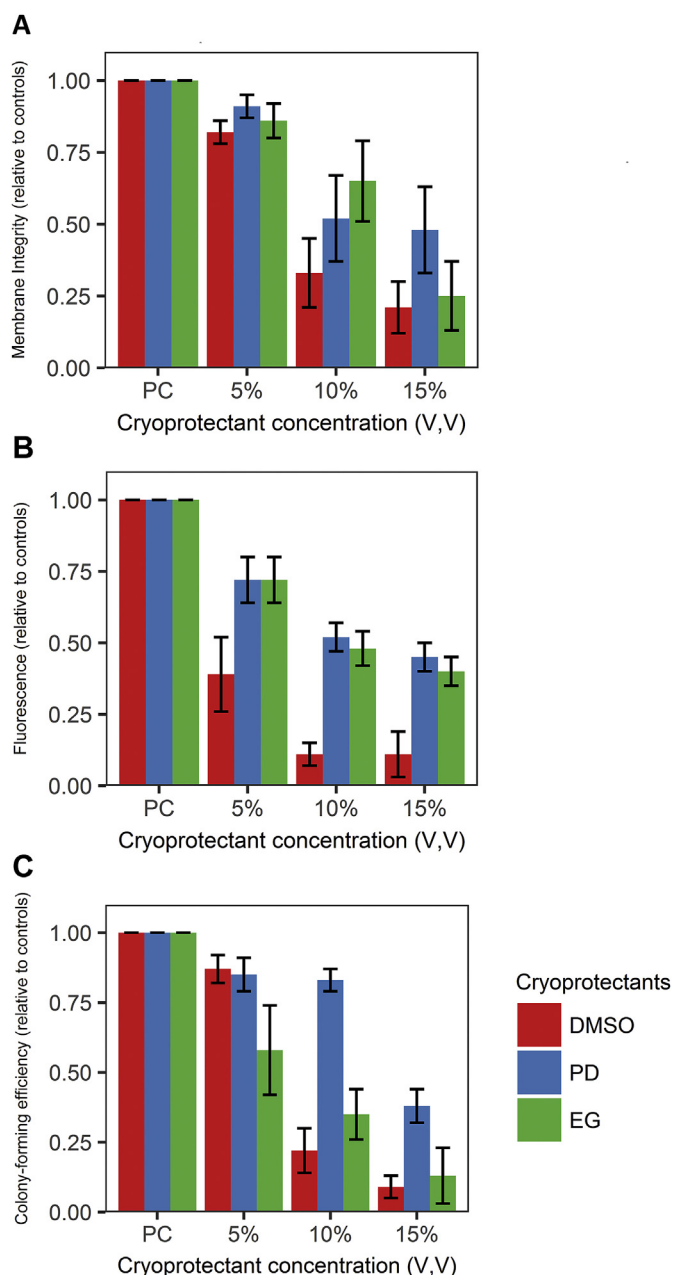 A
Membrane Integrity (relative to controls)
1.00
0.75
0.50
0.25
0.00
PC 5% 10% 15%
Cryoprotectant concentration (V,V)
B
Fluorescence (relative to controls)
1.00
0.75
0.50
0.25
0.00
PC 5% 10% 15%
Cryoprotectant concentration (V,V)
C
Colony-forming efficiency (relative to controls)
1.00
0.75
0.50
0.25
0.00
PC 5% 10% 15%
Cryoprotectant concentration (V,V)
Cryoprotectants
DMSO
PD
EG